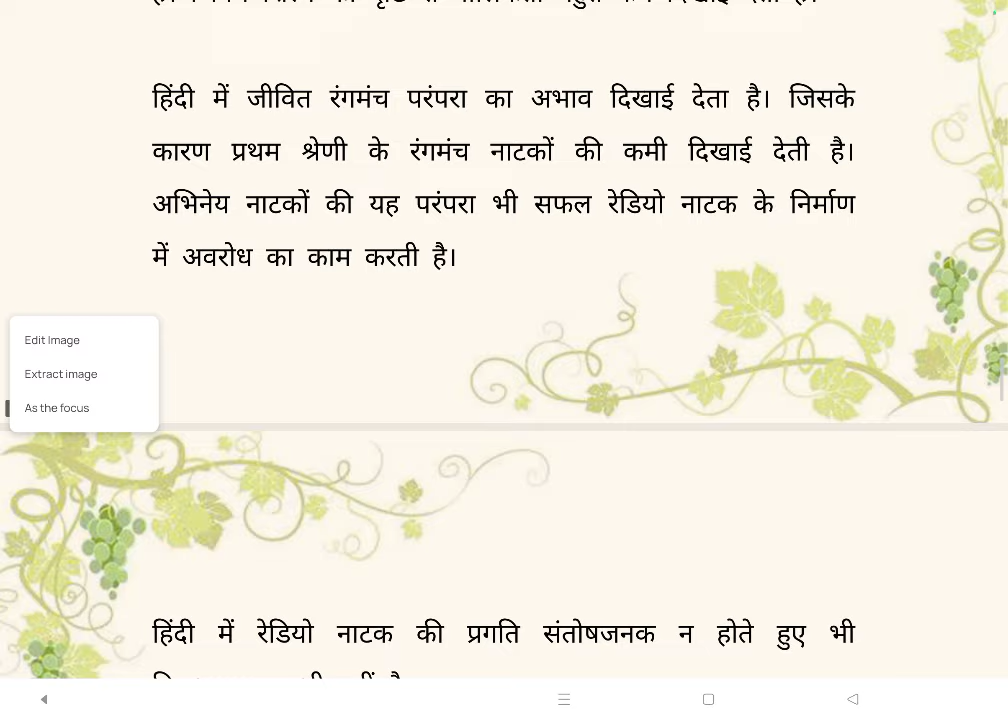 हिंदी में जीवित रंगमंच परंपरा का अभाव दिखाई देता है। जिसके
कारण प्रथम श्रेणी के रंगमंच नाटकों की कमी दिखाई देती है।
अभिनेय नाटकों की यह परंपरा भी सफल रेडियो नाटक के निर्माण
में अवरोध का काम करती है।
Edit Image
Extract image
As the focus
हिंदी में रेडियो नाटक की प्रगति संतोषजनक न होते हुए भी